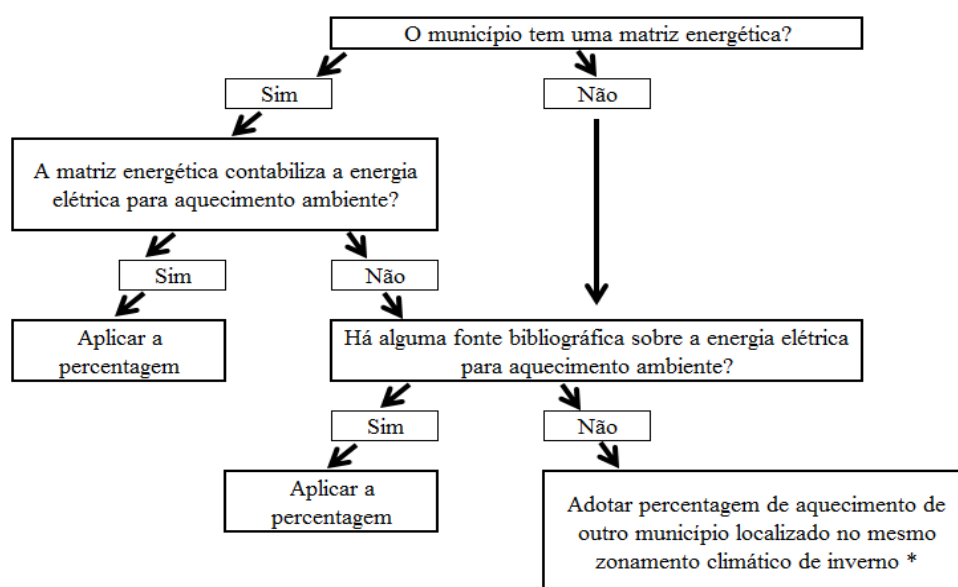 O município tem uma matriz energética?
Sim
Não
A matriz energética contabiliza a energia
elétrica para aquecimento ambiente?
Sim
Não
Aplicar a
percentagem
Há alguma fonte bibliográfica sobre a energia elétrica
para aquecimento ambiente?
Sim
Não
Aplicar a
percentagem
Adotar percentagem de aquecimento de
outro município localizado no mesmo
zonamento climático de inverno *